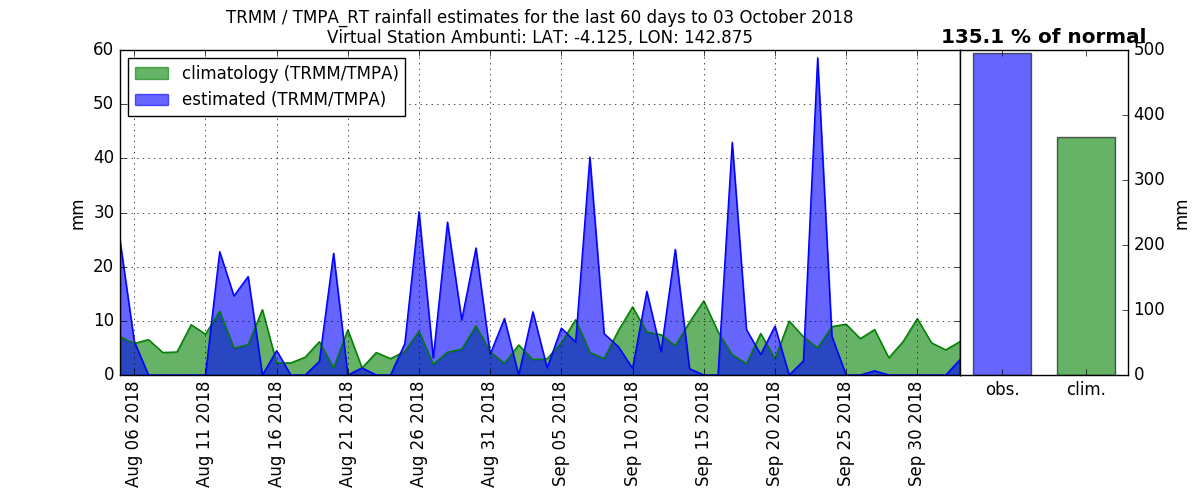 TRMM / TMPA_RT rainfall estimates for the last 60 days to 03 October 2018
Virtual Station Ambunti: LAT: -4.125, LON: 142.875
135.1 % of normal
climatology (TRMM/TMPA)
estimated (TRMM/TMPA)
60
50
40
30
20
10
0
mm
Aug 06 2018
Aug 11 2018
Aug 16 2018
Aug 21 2018
Aug 26 2018
Aug 31 2018
Sep 05 2018
Sep 10 2018
Sep 15 2018
Sep 20 2018
Sep 25 2018
Sep 30 2018
obs.
clim.
500
400
300
200
100
0
mm